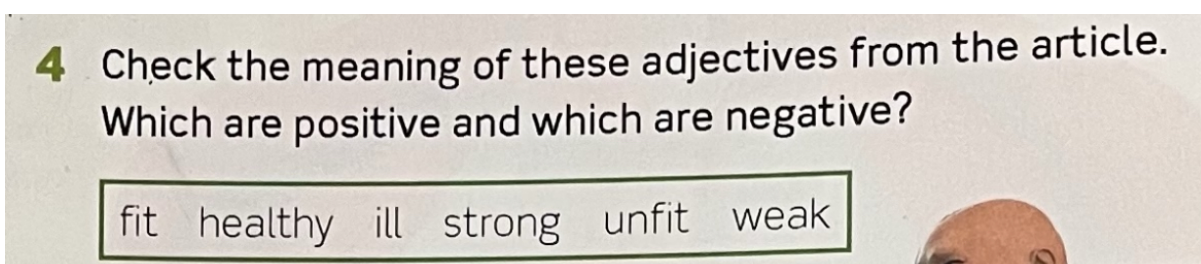 4 Check the meaning of these adjectives from the article.
Which are positive and which are negative?
fit healthy ill strong unfit weak